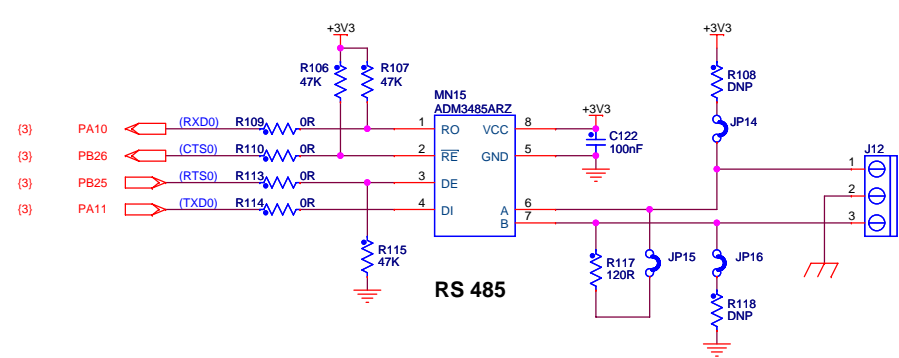 +3V3
+3V3
R106
47K
R107
47K
R108
DNP
MN15
ADM3485ARZ
+3V3
JP14
C122
100nF
{3} PA10 (RXD0) R109 0R 1 RO VCC 8
{3} PB26 (CTS0) R110 0R 2 RE GND 5
{3} PB25 (RTS0) R113 0R 3 DE
{3} PA11 (TXD0) R114 0R 4 DI A 6
B 7
J12
1
2
3
R115
47K
R117
120R
JP15
JP16
R118
DNP
RS 485